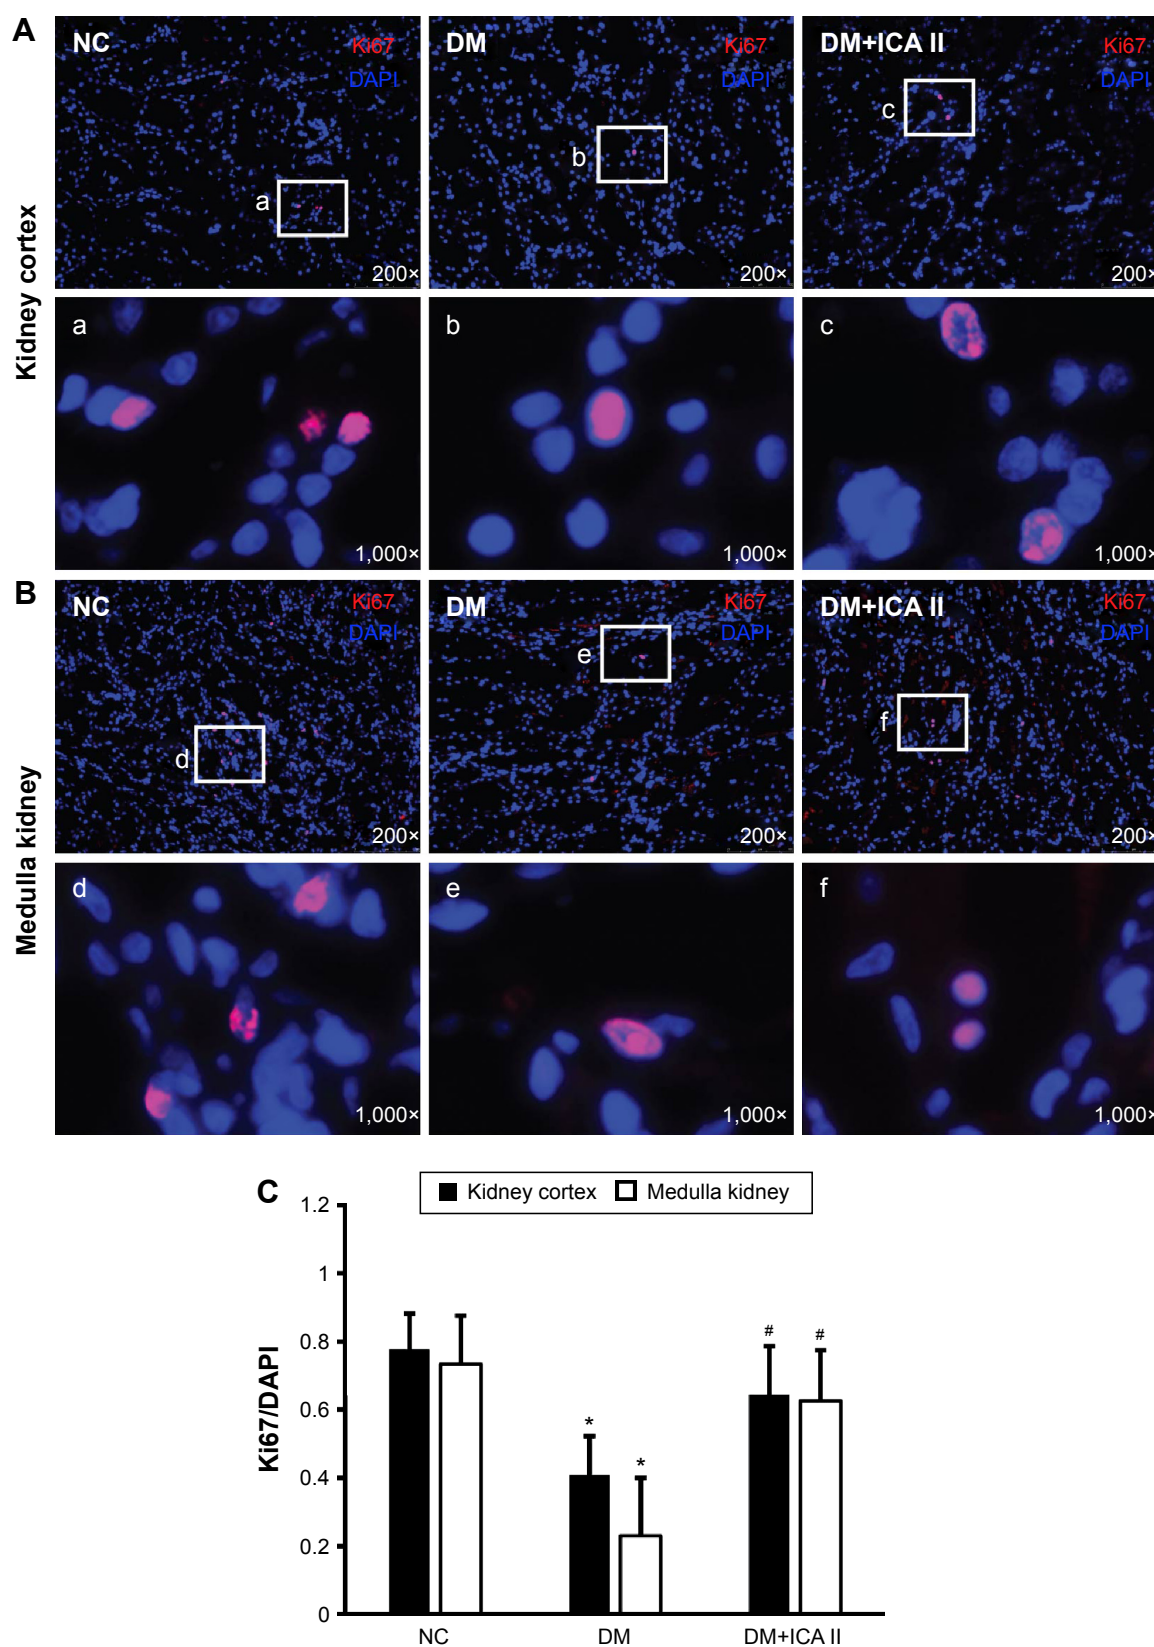 A
NC
Ki67
DAPI
a
200×
DM
Ki67
DAPI
b
200×
DM+ICA II
Ki67
DAPI
c
200×
Kidney cortex
a
1,000×
b
1,000×
c
1,000×
B
NC
Ki67
DAPI
d
200×
DM
Ki67
DAPI
e
200×
DM+ICA II
Ki67
DAPI
f
200×
Medulla kidney
d
1,000×
e
1,000×
f
1,000×
C
Kidney cortex
Medulla kidney
Ki67/DAPI
1.2
1
0.8
0.6
0.4
0.2
0
*
*
#
#
NC
DM
DM+ICA II